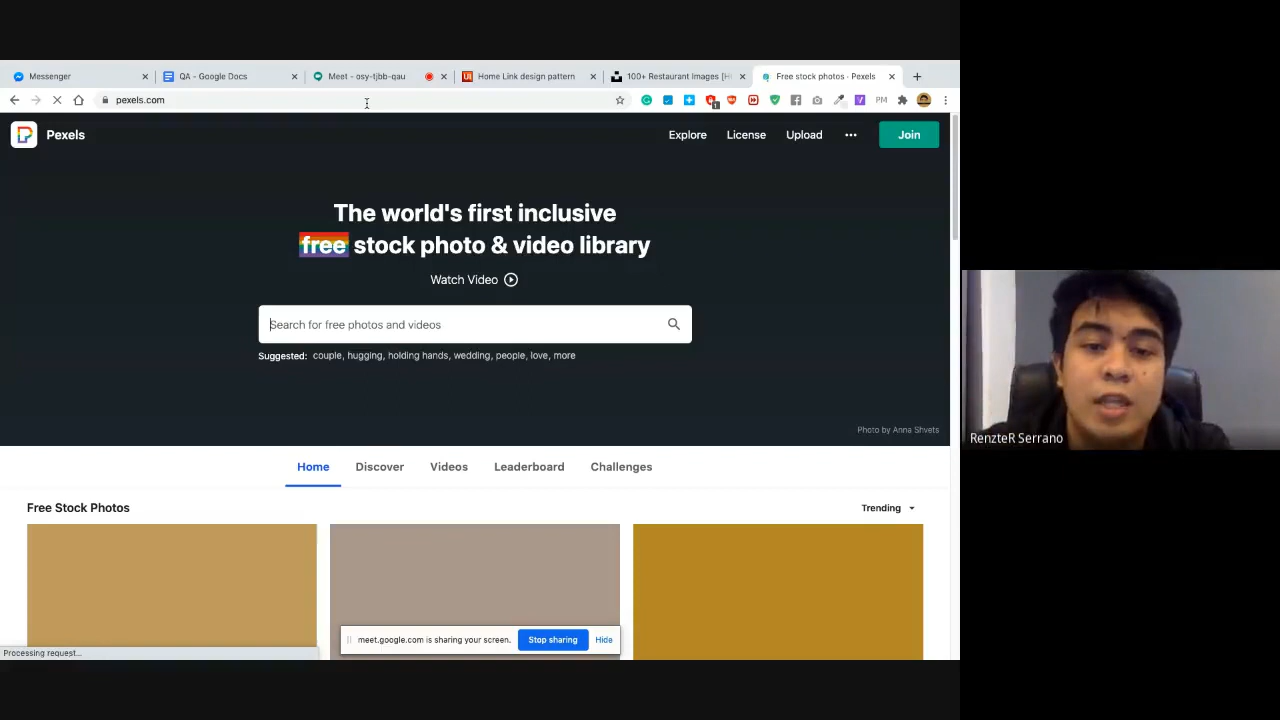 Messenger
QA - Google Docs
Meet - osy-tjbb-qau
Home Link design pattern
100+ Restaurant Images [H
Free stock photos · Pexels
pexels.com
1
PM
Pexels
Explore
License
Upload
Join
The world's first inclusive
free stock photo & video library
Watch Video
Search for free photos and videos
Suggested: couple, hugging, holding hands, wedding, people, love, more
Photo by Anna Shvets
RenzteR Serrano
Home
Discover
Videos
Leaderboard
Challenges
Free Stock Photos
Trending
meet.google.com is sharing your screen.
Stop sharing
Hide
Processing request...